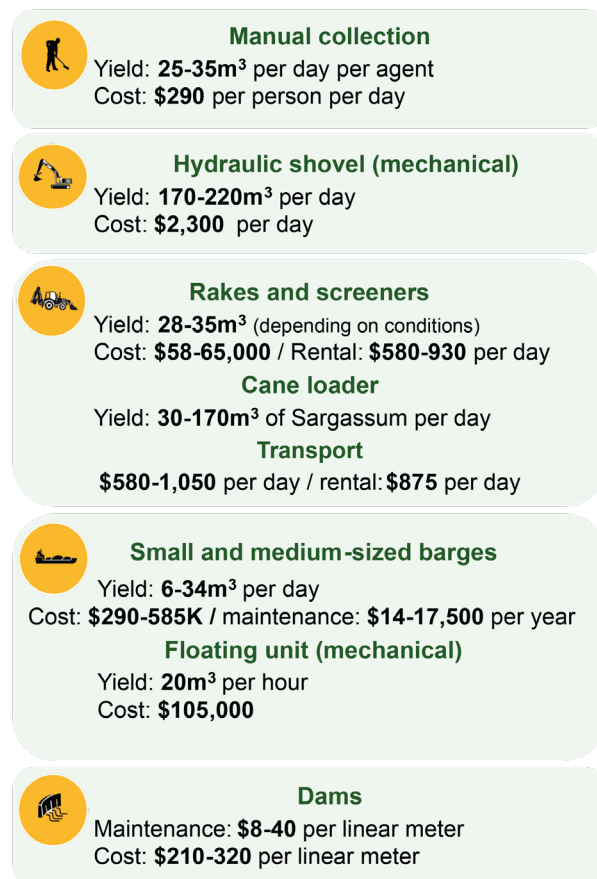 Manual collection
Yield: 25-35m³ per day per agent
Cost: $290 per person per day
Hydraulic shovel (mechanical)
Yield: 170-220m³ per day
Cost: $2,300 per day
Rakes and screeners
Yield: 28-35m³ (depending on conditions)
Cost: $58-65,000 / Rental: $580-930 per day
Cane loader
Yield: 30-170m³ of Sargassum per day
Transport
$580-1,050 per day / rental: $875 per day
Small and medium-sized barges
Yield: 6-34m³ per day
Cost: $290-585K / maintenance: $14-17,500 per year
Floating unit (mechanical)
Yield: 20m³ per hour
Cost: $105,000
Dams
Maintenance: $8-40 per linear meter
Cost: $210-320 per linear meter